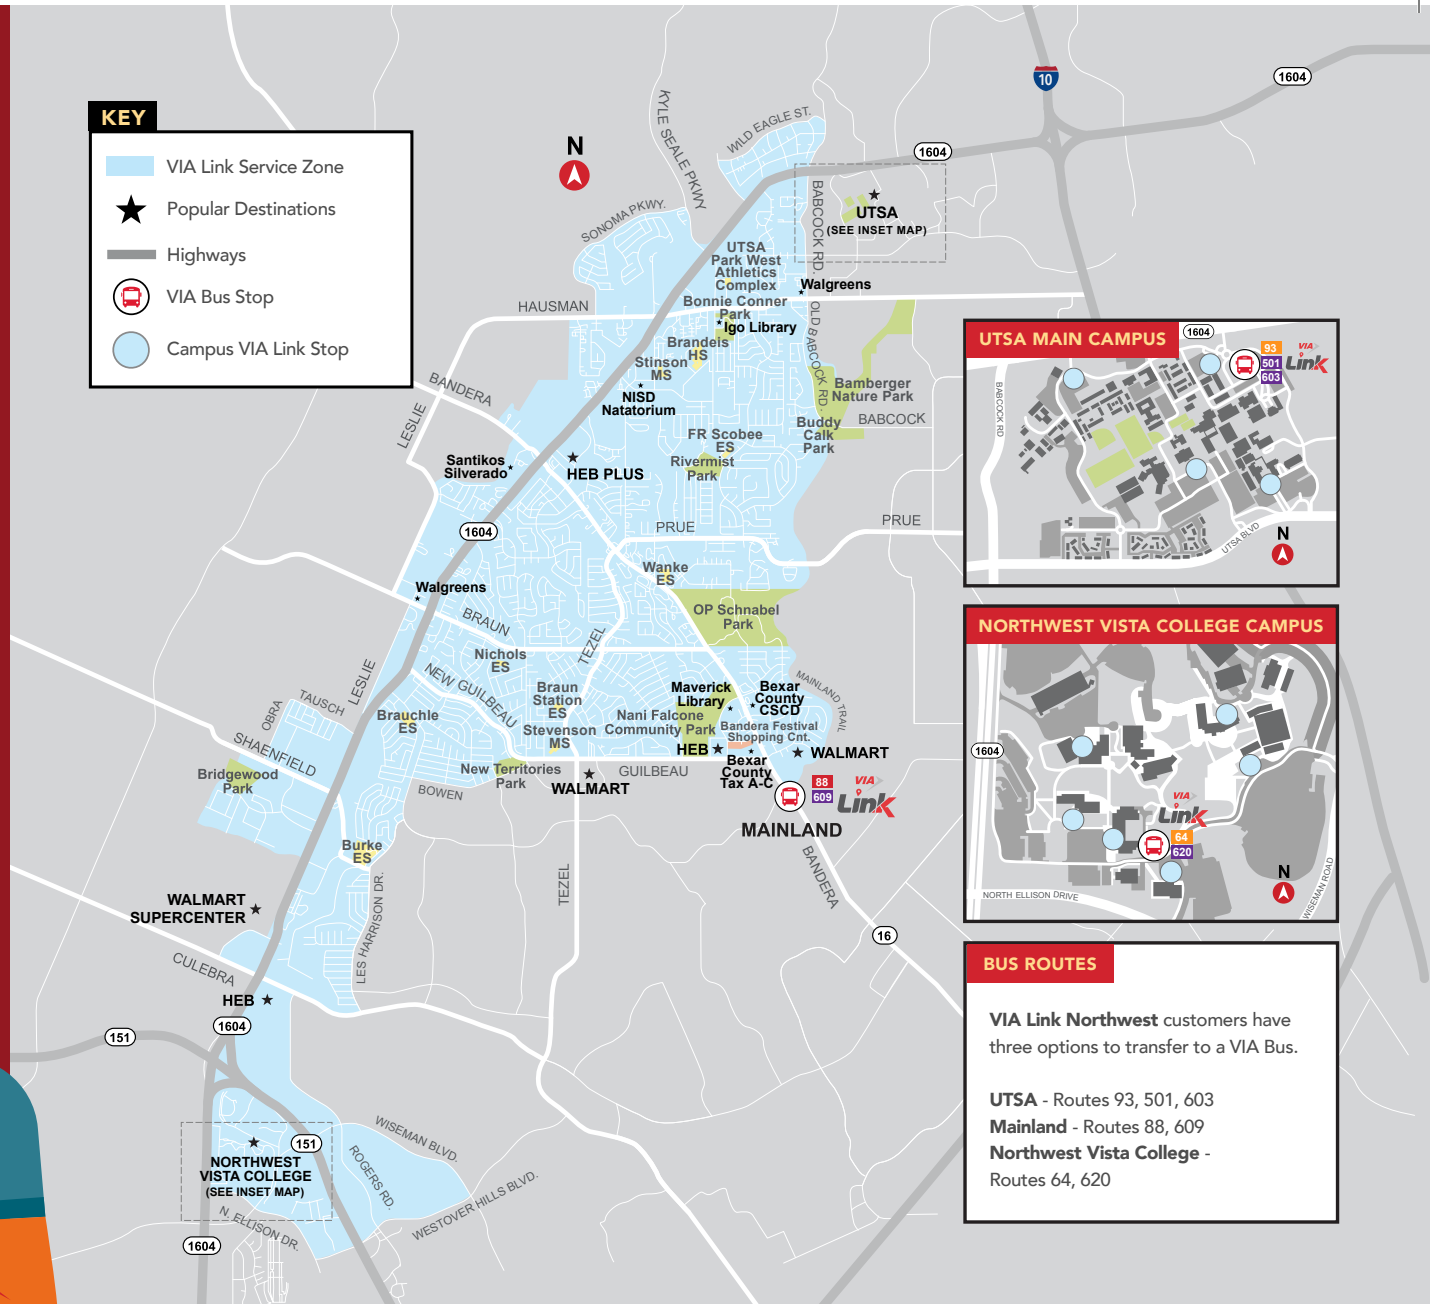 KEY
VIA Link Service Zone
Popular Destinations
Highways
VIA Bus Stop
Campus VIA Link Stop
N
10
1604
1604
WILD EAGLE ST.
KYLE SEALE PKWY
SONOMA PKWY.
BABCOCK RD.
UTSA
(SEE INSET MAP)
UTSA
Park West
Athletics
Complex
Walgreens
HAUSMAN
Bonnie Conner
Park
Igo Library
OLD BABCOCK RD.
Brandeis
HS
Stinson
MS
NISD
Natatorium
Bamberger
Nature Park
BABCOCK
BANDERA
LESLIE
Buddy
Calk
Park
FR Scobee
ES
Rivermist
Park
Santikos
Silverado
HEB PLUS
1604
PRUE
PRUE
Wanke
ES
Walgreens
OP Schnabel
Park
BRAUN
TEZEL
Nichols
ES
NEW GUILBEAU
LESLIE
TAUSCH
OBRA
MAINLAND TRAIL
Maverick
Library
Bexar
County
CSCD
Braun
Station
ES
Brauchle
ES
Stevenson
MS
Nani Falcone
Community Park
Bandera Festival
Shopping Cnt.
HEB
WALMART
SHAENFIELD
Bridgewood
Park
New Territories
Park
GUILBEAU
Bexar
County
Tax A-C
WALMART
BOWEN
88
609
VIA
Link
MAINLAND
Burke
ES
BANDERA
TEZEL
LES HARRISON DR.
WALMART
SUPERCENTER
16
CULEBRA
HEB
1604
151
WISEMAN BLVD.
151
NORTHWEST
VISTA COLLEGE
(SEE INSET MAP)
ROGERS RD.
WESTOVER HILLS BLVD.
N. ELLISON DR.
1604
UTSA MAIN CAMPUS
1604
93
501
603
VIA
Link
BABCOCK RD
UTSA BLVD
N
NORTHWEST VISTA COLLEGE CAMPUS
1604
VIA
Link
64
620
NORTH ELLISON DRIVE
WISEMAN ROAD
N
BUS ROUTES
VIA Link Northwest customers have
three options to transfer to a VIA Bus.
UTSA - Routes 93, 501, 603
Mainland - Routes 88, 609
Northwest Vista College -
Routes 64, 620